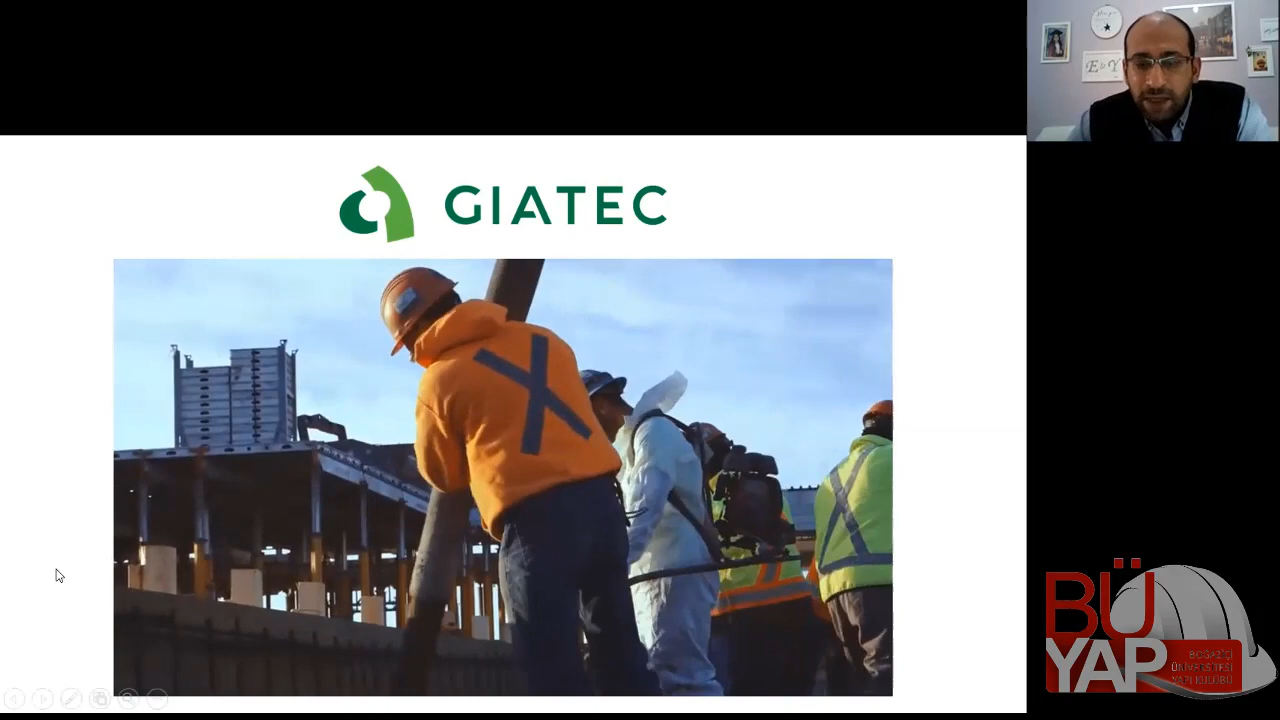 GIATEC
BÜ
YAP
BOĞAZİÇİ
ÜNİVERSİTESİ
YAPI KULÜBÜ
E & Y